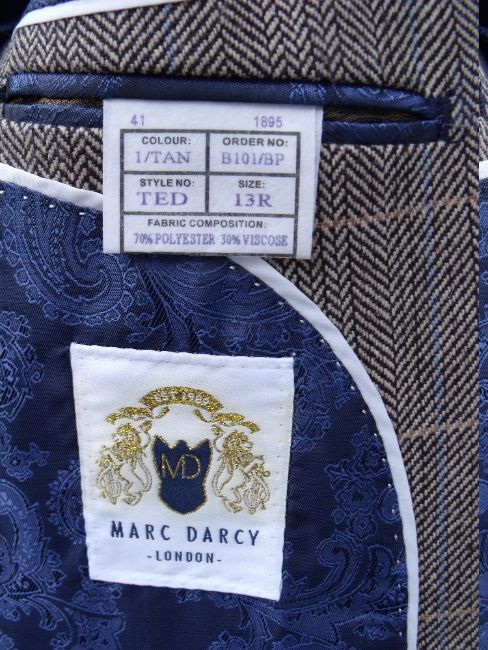 41 1895
COLOUR: ORDER NO:
1/TAN B101/BP
STYLE NO: SIZE:
TED 13R
FABRIC COMPOSITION:
70% POLYESTER 30% VISCOSE
MD
MARC DARCY
-LONDON-